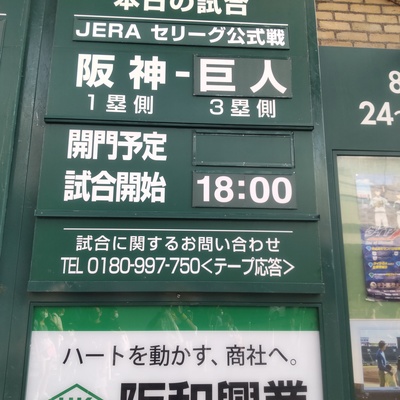 本日の試合
JERA セリーグ公式戦
阪神-巨人
1塁側 3塁側
開門予定
試合開始 18:00
試合に関するお問い合わせ
TEL 0180-997-750<テープ応答>
ハートを動かす、商社へ。
阪和興業
8
24~